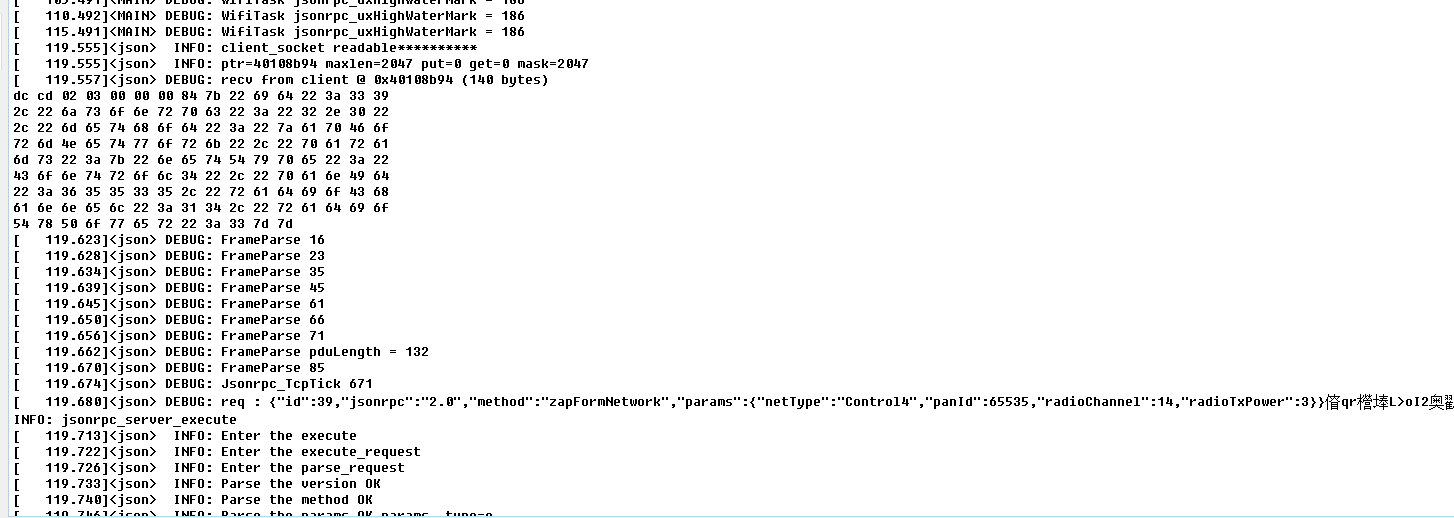 [   105.491]<MAIN> DEBUG: WifiTask jsonrpc_uxHighWaterMark = 186
[   110.492]<MAIN> DEBUG: WifiTask jsonrpc_uxHighWaterMark = 186
[   115.491]<MAIN> DEBUG: WifiTask jsonrpc_uxHighWaterMark = 186
[   119.555]<json>  INFO: client_socket readable**********
[   119.555]<json>  INFO: ptr=40108b94 maxlen=2047 put=0 get=0 mask=2047
[   119.557]<json> DEBUG: recv from client @ 0x40108b94 (140 bytes)
dc cd 02 03 00 00 00 84 7b 22 69 64 22 3a 33 39
2c 22 6a 73 6f 6e 72 70 63 22 3a 22 32 2e 30 22
2c 22 6d 65 74 68 6f 64 22 3a 22 7a 61 70 46 6f
72 6d 4e 65 74 77 6f 72 6b 22 2c 22 70 61 72 61
6d 73 22 3a 7b 22 6e 65 74 54 79 70 65 22 3a 22
43 6f 6e 74 72 6f 6c 34 22 2c 22 70 61 6e 49 64
22 3a 36 35 35 33 35 2c 22 72 61 64 69 6f 43 68
61 6e 6e 65 6c 22 3a 31 34 2c 22 72 61 64 69 6f
54 78 50 6f 77 65 72 22 3a 33 7d 7d
[   119.623]<json> DEBUG: FrameParse 16
[   119.628]<json> DEBUG: FrameParse 23
[   119.634]<json> DEBUG: FrameParse 35
[   119.639]<json> DEBUG: FrameParse 45
[   119.645]<json> DEBUG: FrameParse 61
[   119.650]<json> DEBUG: FrameParse 66
[   119.656]<json> DEBUG: FrameParse 71
[   119.662]<json> DEBUG: FrameParse pduLength = 132
[   119.670]<json> DEBUG: FrameParse 85
[   119.674]<json> DEBUG: Jsonrpc_TcpTick 671
[   119.680]<json> DEBUG: req : {"id":39,"jsonrpc":"2.0","method":"zapFormNetwork","params":{"netType":"Control4","panId":65535,"radioChannel":14,"radioTxPower":3}}
INFO: jsonrpc_server_execute
[   119.713]<json>  INFO: Enter the execute
[   119.722]<json>  INFO: Enter the execute_request
[   119.726]<json>  INFO: Enter the parse_request
[   119.733]<json>  INFO: Parse the version OK
[   119.740]<json>  INFO: Parse the method OK
[   119.746]<json>  INFO: Parse the params OK